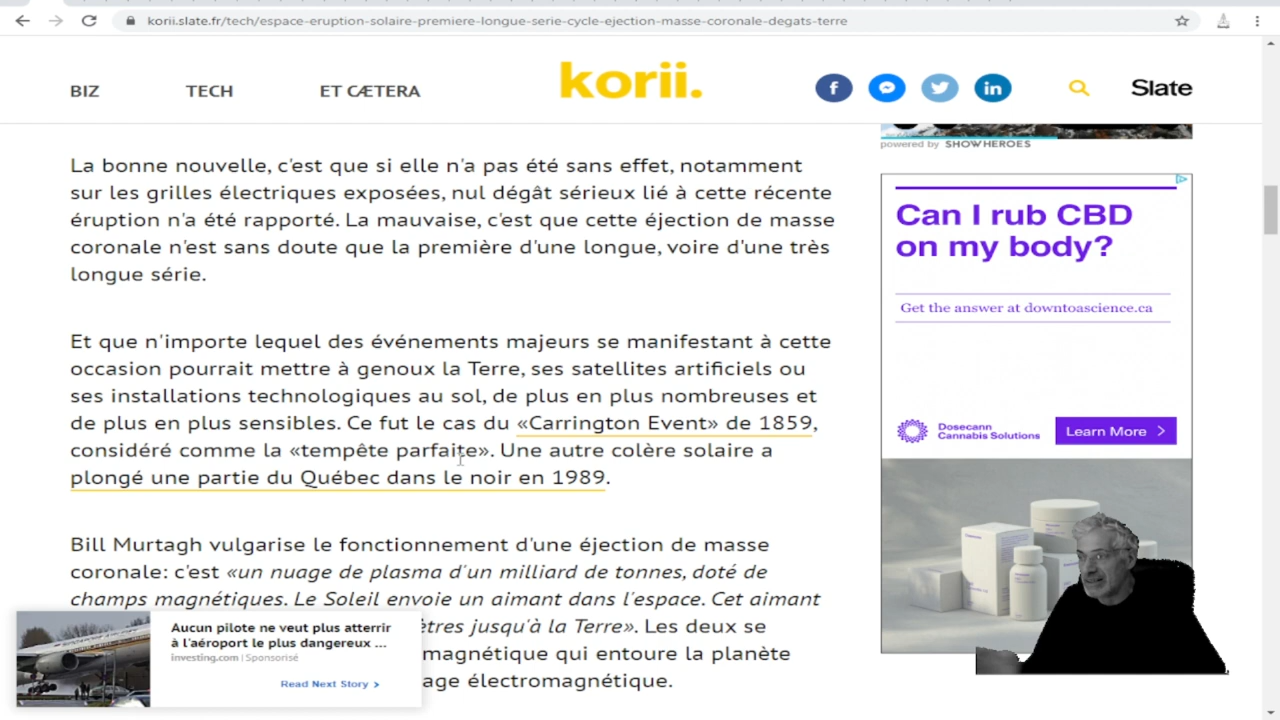 korii.slate.fr/tech/espace-eruption-solaire-premiere-longue-serie-cycle-ejection-masse-coronale-degats-terre
BIZ
TECH
ET CÆTERA
korii.
Slate
La bonne nouvelle, c'est que si elle n'a pas été sans effet, notamment
sur les grilles électriques exposées, nul dégât sérieux lié à cette récente
éruption n'a été rapporté. La mauvaise, c'est que cette éjection de masse
coronale n'est sans doute que la première d'une longue, voire d'une très
longue série.
Et que n'importe lequel des événements majeurs se manifestant à cette
occasion pourrait mettre à genoux la Terre, ses satellites artificiels ou
ses installations technologiques au sol, de plus en plus nombreuses et
de plus en plus sensibles. Ce fut le cas du «Carrington Event» de 1859,
considéré comme la «tempête parfaite». Une autre colère solaire a
plongé une partie du Québec dans le noir en 1989.
Bill Murtagh vulgarise le fonctionnement d'une éjection de masse
coronale: c'est «un nuage de plasma d'un milliard de tonnes, doté de
champs magnétiques. Le Soleil envoie un aimant dans l'espace. Cet aimant
jusqu'à la Terre». Les deux se
magnétique qui entoure la planète
électromagnétique.
powered by SHOWHEROES
Can I rub CBD
on my body?
Get the answer at downtoascience.ca
Dosecann
Cannabis Solutions
Learn More
Aucun pilote ne veut plus atterrir
à l'aéroport le plus dangereux ...
investing.com | Sponsorisé
Read Next Story